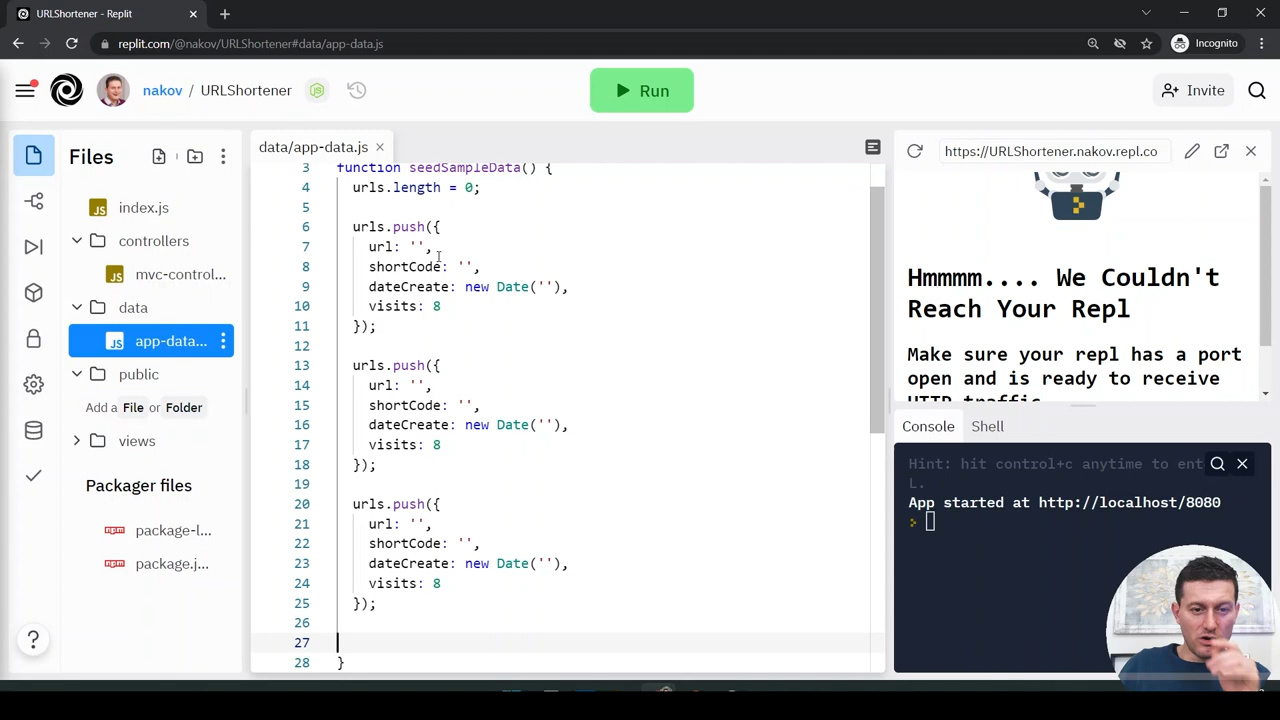 URLShortener - Replit
replit.com/@nakov/URLShortener#data/app-data.js
Incognito
nakov / URLShortener
Run
Invite
Files
index.js
controllers
mvc-control...
data
app-data...
public
Add a File or Folder
views
Packager files
package-l...
package.j...
data/app-data.js
3 function seedSampleData() {
4 urls.length = 0;
5
6 urls.push({
7 url: '',
8 shortCode: '',
9 dateCreate: new Date(''),
10 visits: 8
11 });
12
13 urls.push({
14 url: '',
15 shortCode: '',
16 dateCreate: new Date(''),
17 visits: 8
18 });
19
20 urls.push({
21 url: '',
22 shortCode: '',
23 dateCreate: new Date(''),
24 visits: 8
25 });
26
27
28 }
https://URLShortener.nakov.repl.co
Hmmmm.... We Couldn't
Reach Your Repl
Make sure your repl has a port
open and is ready to receive
HTTP traffic
Console Shell
Hint: hit control+c anytime to ent
L.
App started at http://localhost/8080